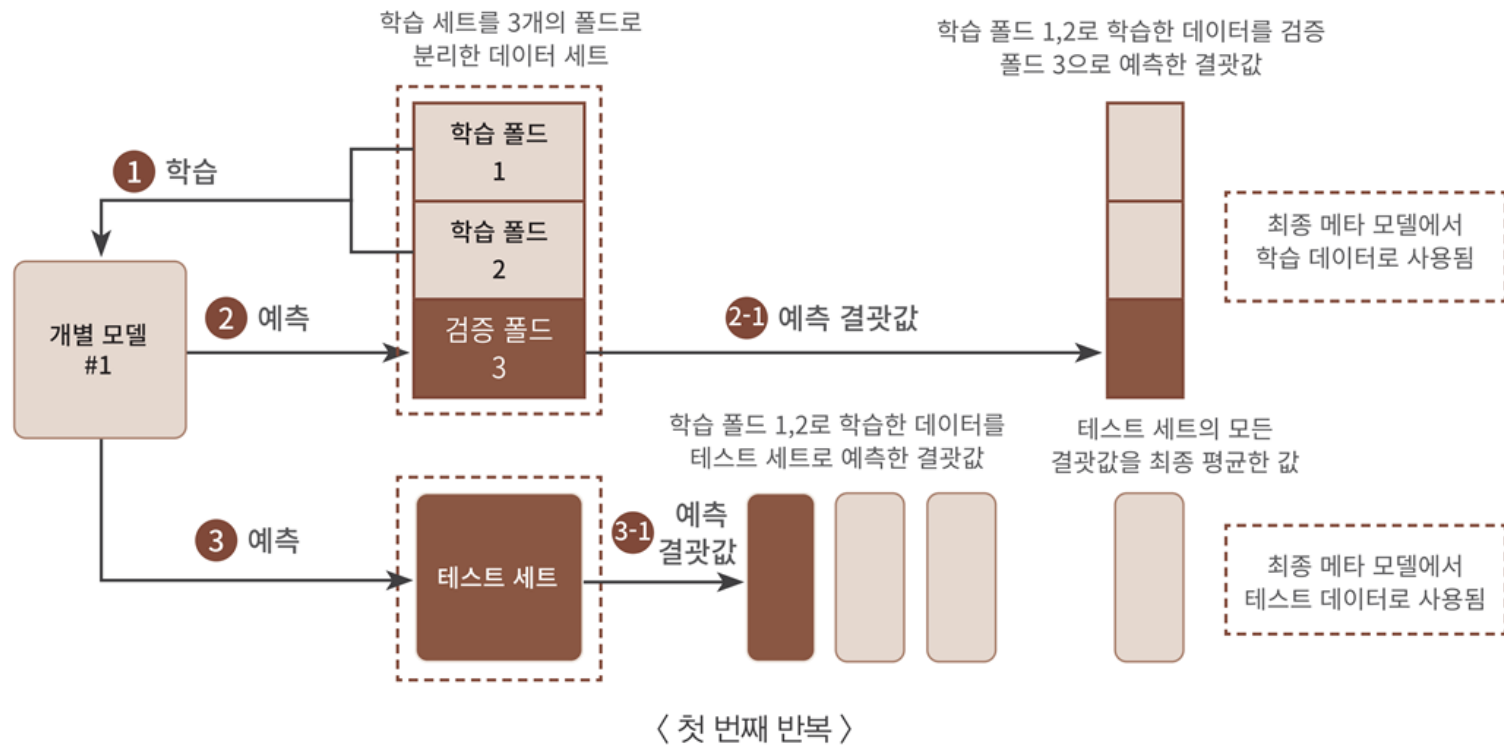 학습 세트를 3개의 폴드로
분리한 데이터 세트
학습 폴드 1,2로 학습한 데이터를 검증
폴드 3으로 예측한 결괏값
1 학습
학습 폴드
1
학습 폴드
2
검증 폴드
3
개별 모델
#1
2 예측
2-1 예측 결괏값
최종 메타 모델에서
학습 데이터로 사용됨
학습 폴드 1,2로 학습한 데이터를
테스트 세트로 예측한 결괏값
테스트 세트의 모든
결괏값을 최종 평균한 값
3 예측
테스트 세트
3-1 예측
결괏값
최종 메타 모델에서
테스트 데이터로 사용됨
〈 첫 번째 반복 〉